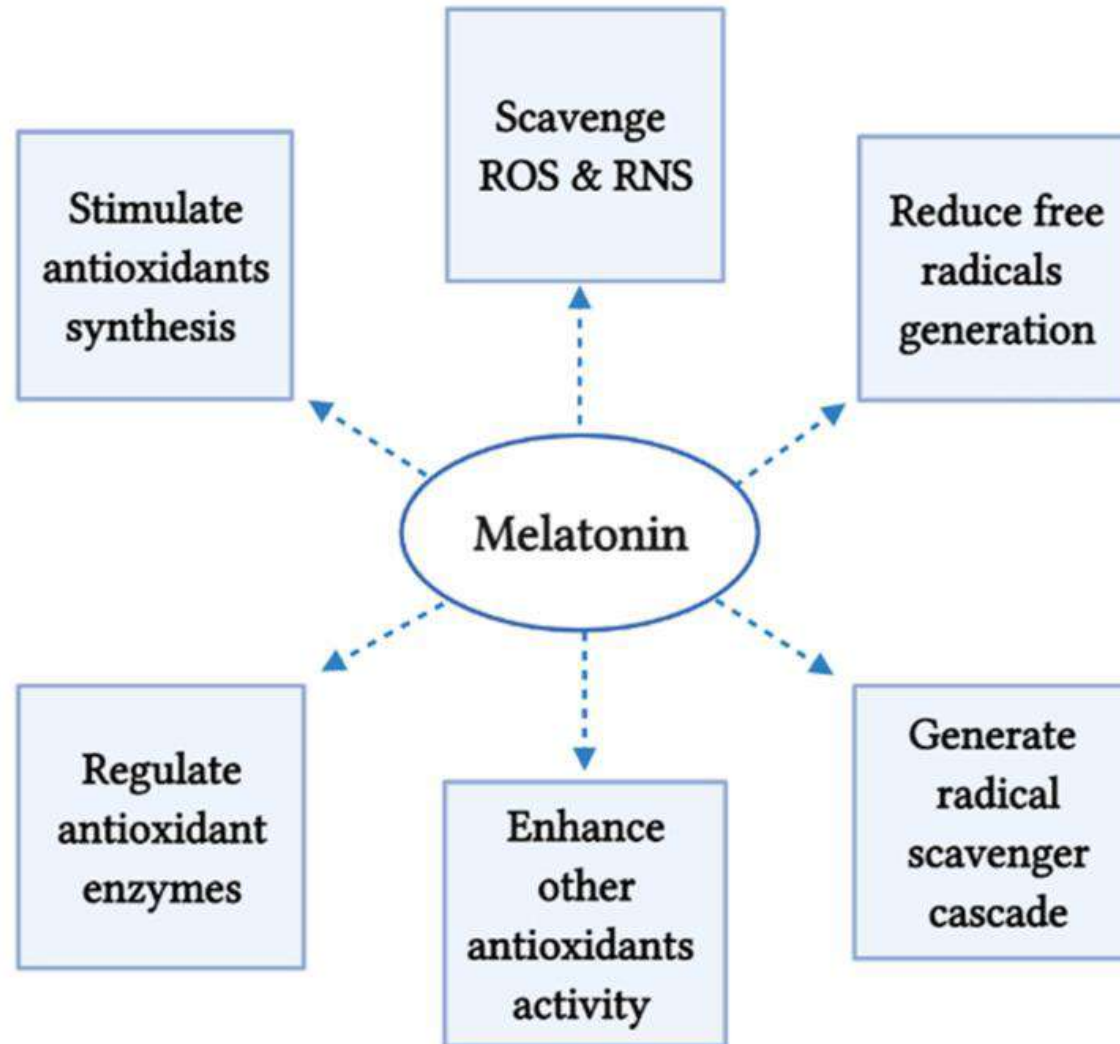 Scavenge
ROS & RNS
Stimulate
antioxidants
synthesis
Reduce free
radicals
generation
Melatonin
Regulate
antioxidant
enzymes
Enhance
other
antioxidants
activity
Generate
radical
scavenger
cascade